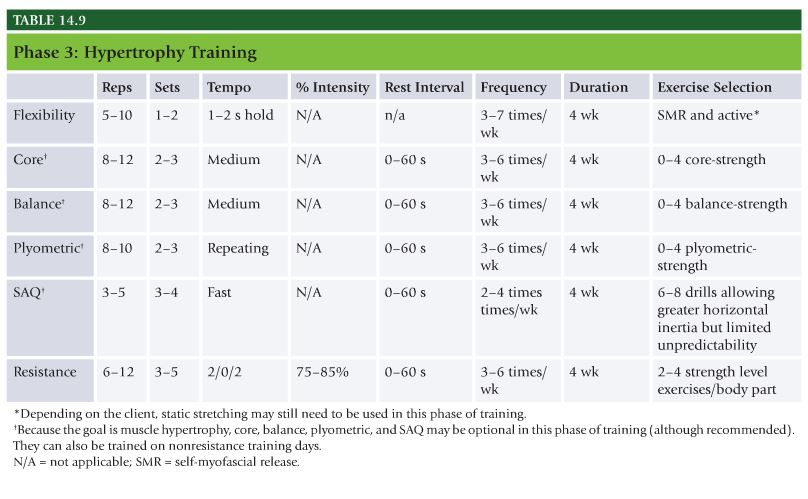 TABLE 14.9
Phase 3: Hypertrophy Training
Reps Sets Tempo % Intensity Rest Interval Frequency Duration Exercise Selection
Flexibility 5–10 1–2 1–2 s hold N/A n/a 3–7 times/ 4 wk SMR and active*
wk
Core† 8–12 2–3 Medium N/A 0–60 s 3–6 times/ 4 wk 0–4 core-strength
wk
Balance† 8–12 2–3 Medium N/A 0–60 s 3–6 times/ 4 wk 0–4 balance-strength
wk
Plyometric† 8–10 2–3 Repeating N/A 0–60 s 3–6 times/ 4 wk 0–4 plyometric-
wk strength
SAQ† 3–5 3–4 Fast N/A 0–60 s 2–4 times 4 wk 6–8 drills allowing
times/wk greater horizontal
inertia but limited
unpredictability
Resistance 6–12 3–5 2/0/2 75–85% 0–60 s 3–6 times/ 4 wk 2–4 strength level
wk exercises/body part
*Depending on the client, static stretching may still need to be used in this phase of training.
†Because the goal is muscle hypertrophy, core, balance, plyometric, and SAQ may be optional in this phase of training (although recommended).
They can also be trained on nonresistance training days.
N/A = not applicable; SMR = self-myofascial release.